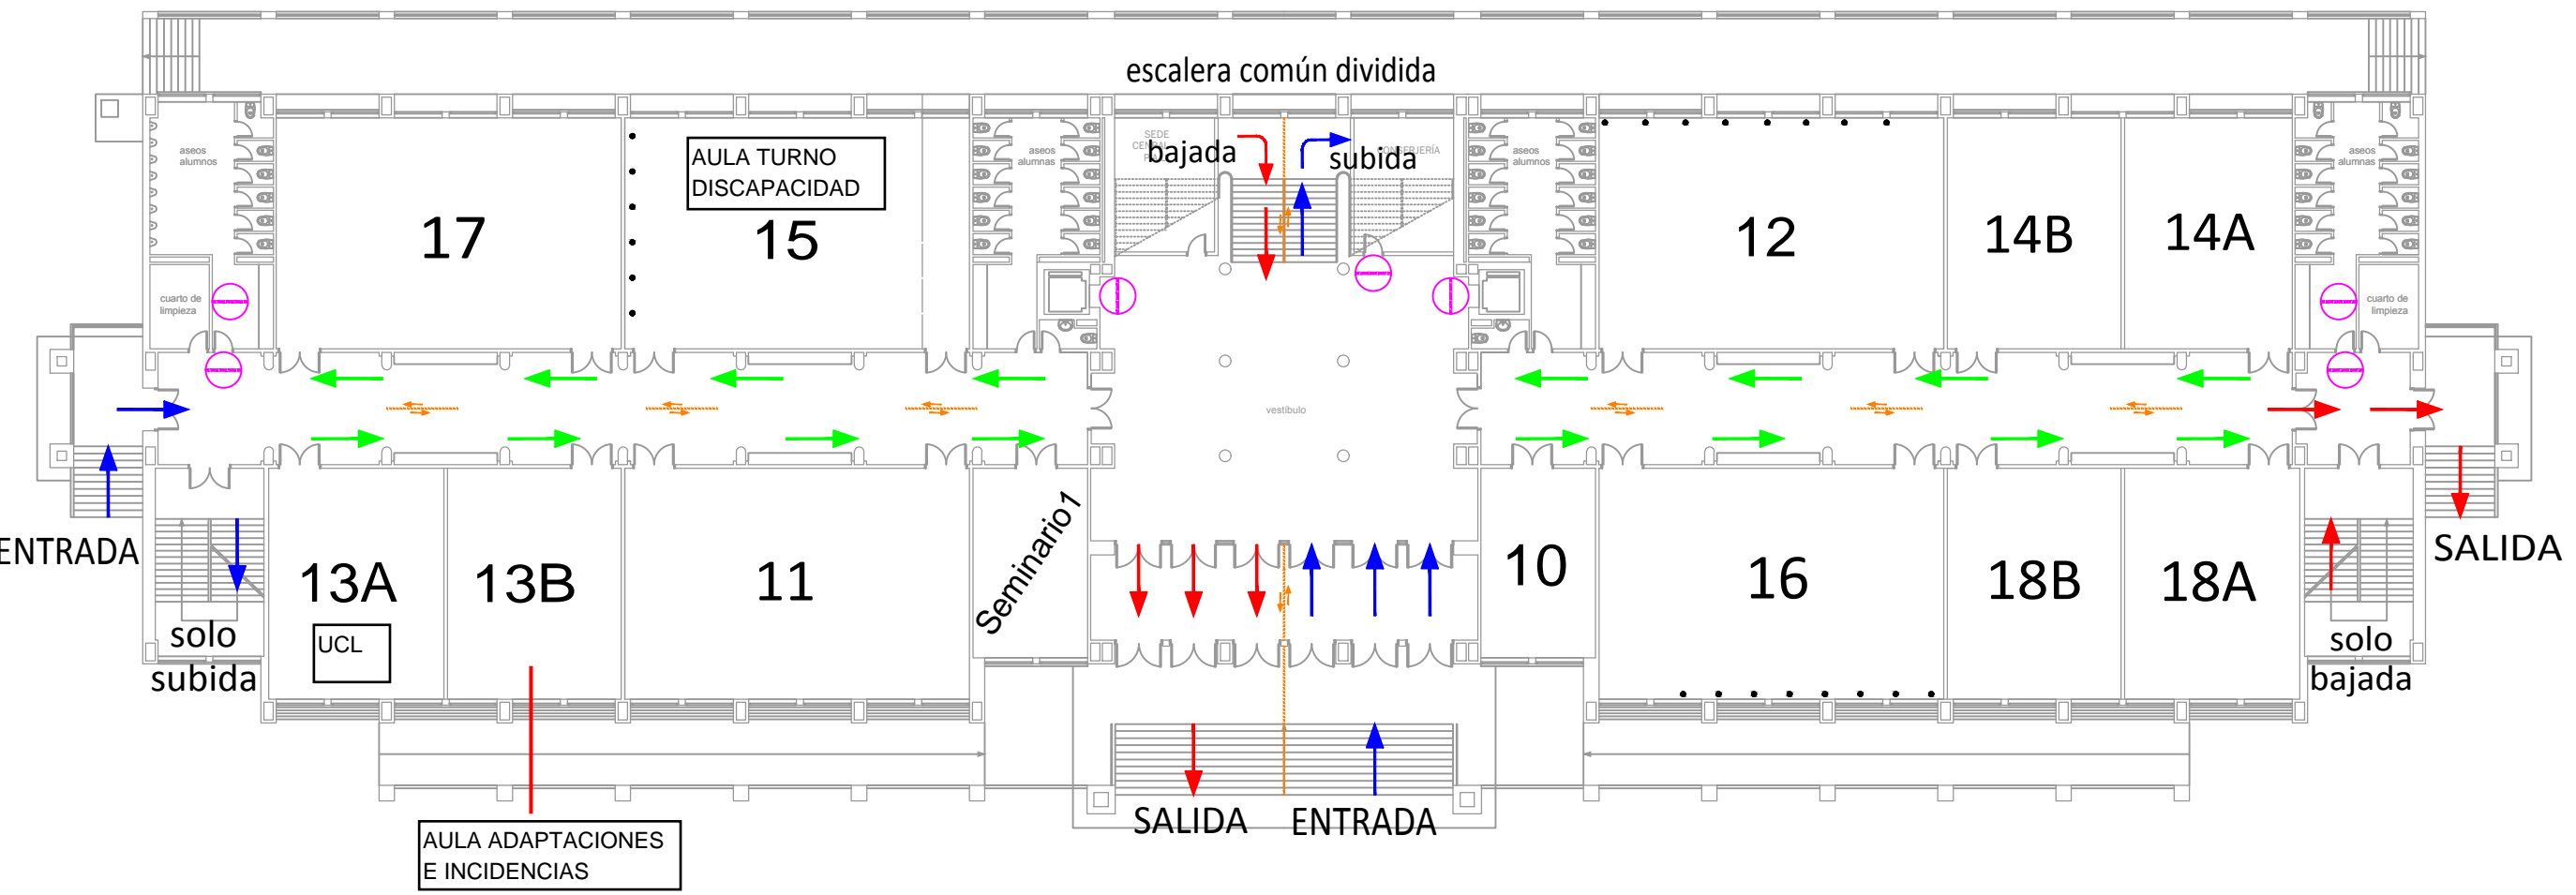 escalera común dividida
SEDE
bajada
subida
CONSERJERÍA
aseos
alumnos
AULA TURNO
DISCAPACIDAD
aseos
alumnas
aseos
alumnos
aseos
alumnas
17
15
12
14B
14A
cuarto de
limpieza
cuarto de
limpieza
vestíbulo
ENTRADA
13A
13B
11
Seminario1
10
16
18B
18A
SALIDA
solo
subida
UCL
solo
bajada
SALIDA
ENTRADA
AULA ADAPTACIONES
E INCIDENCIAS